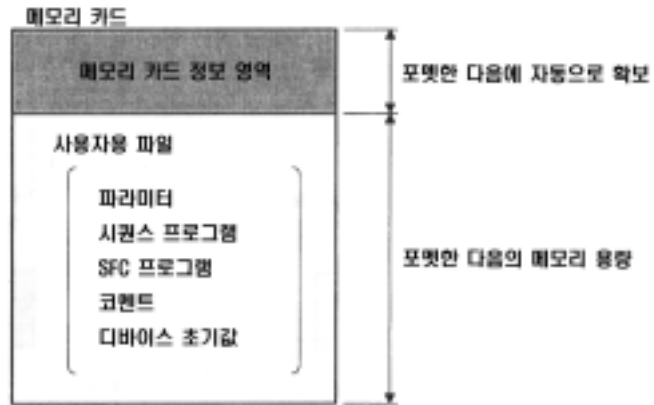 메모리 카드
메모리 카드 정보 영역
포멧한 다음에 자동으로 확보
사용자용 파일
파라미터
시퀀스 프로그램
SFC 프로그램
코멘트
디바이스 초기값
포멧한 다음의 메모리 용량